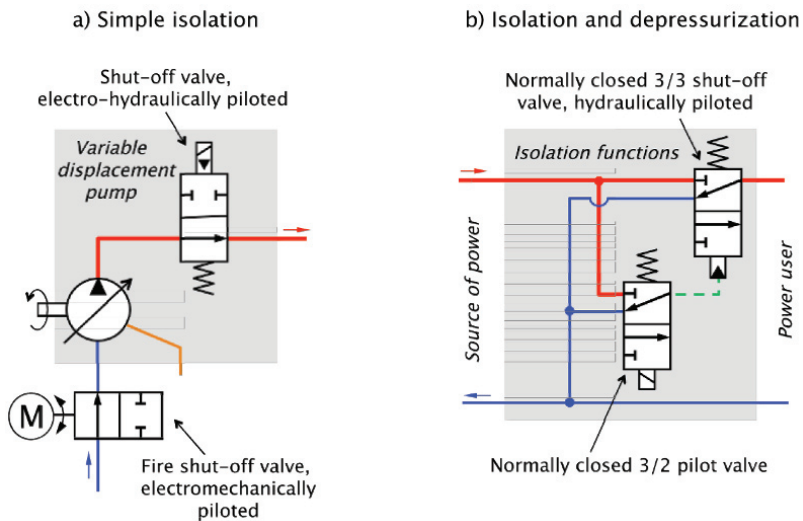 a) Simple isolation
Shut-off valve,
electro-hydraulically piloted
Variable
displacement
pump
M
Fire shut-off valve,
electromechanically
piloted
b) Isolation and depressurization
Normally closed 3/3 shut-off
valve, hydraulically piloted
Isolation functions
Source of power
Power user
Normally closed 3/2 pilot valve